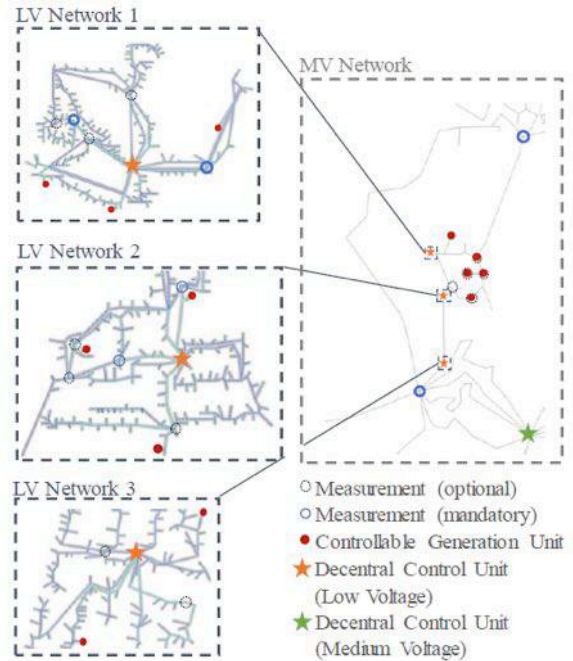 LV Network 1
MV Network
LV Network 2
LV Network 3
Measurement (optional)
Measurement (mandatory)
Controllable Generation Unit
Decentral Control Unit
(Low Voltage)
Decentral Control Unit
(Medium Voltage)